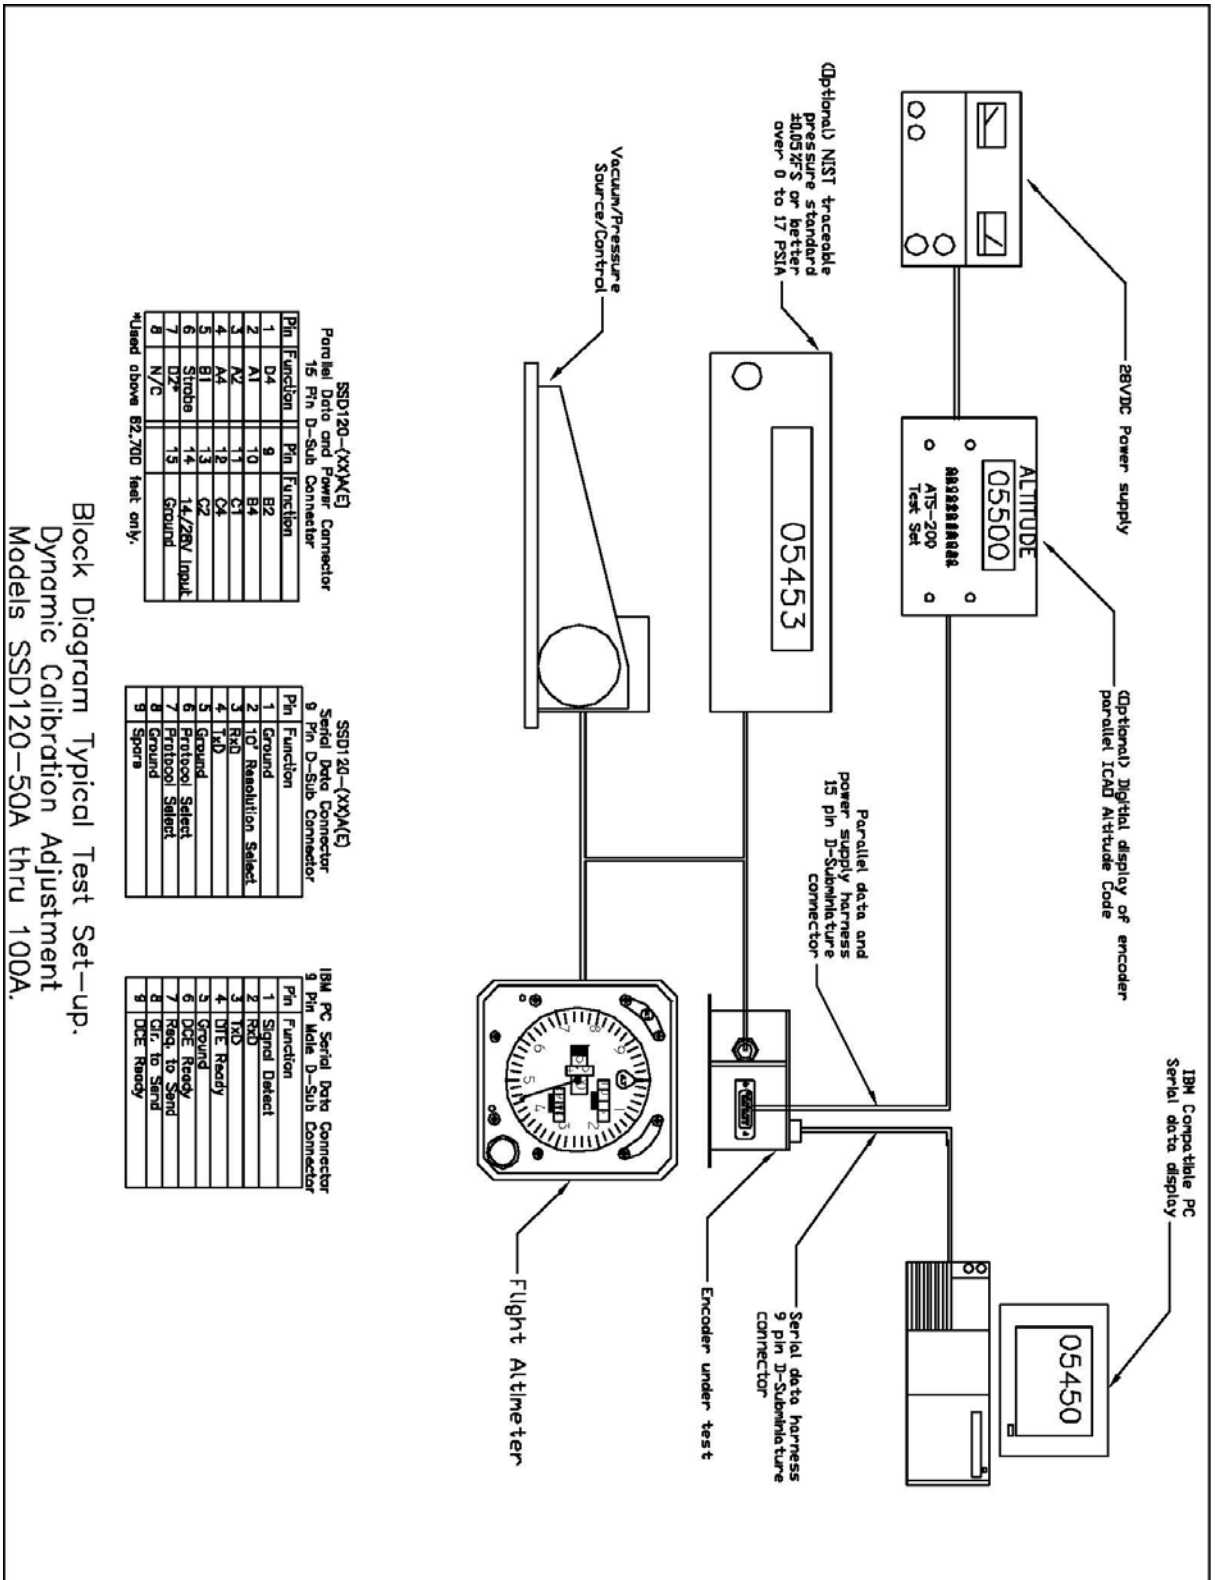 28VDC Power supply
(Optional) Digital display of encoder
parallel ICAO Altitude Code
IBM Compatible PC
Serial data display
ALTITUDE
05500
ATS-200
Test Set
05450
(Optional) NIST traceable
pressure standard
±0.05%FS or better
over 0 to 17 PSIA
05453
Parallel data and
power supply harness
15 pin D-Subminiature
connector
Serial data harness
9 pin D-Subminiature
connector
Encoder under test
Vacuum/Pressure
Source/Control
Flight Altimeter
ALT
9
8
7
6
5
4
3
2
1
SSD120-(XX)A(E)
Parallel Data and Power Connector
15 Pin D-Sub Connector
Pin Function Pin Function
1 D4 9 B2
2 A1 10 B4
3 A2 11 C1
4 A4 12 C4
5 B1 13 C2
6 Strobe 14 14/28V Input
7 D2* 15 Ground
8 N/C
*Used above 62,700 feet only.
SSD120-(XX)A(E)
Serial Data Connector
9 Pin D-Sub Connector
Pin Function
1 Ground
2 10' Resolution Select
3 RxD
4 TxD
5 Ground
6 Protocol Select
7 Protocol Select
8 Ground
9 Spare
IBM PC Serial Data Connector
9 Pin Male D-Sub Connector
Pin Function
1 Signal Detect
2 RxD
3 TxD
4 DTE Ready
5 Ground
6 DCE Ready
7 Req. to Send
8 Clr. to Send
9 DCE Ready
Block Diagram Typical Test Set-up.
Dynamic Calibration Adjustment
Models SSD120-50A thru 100A.